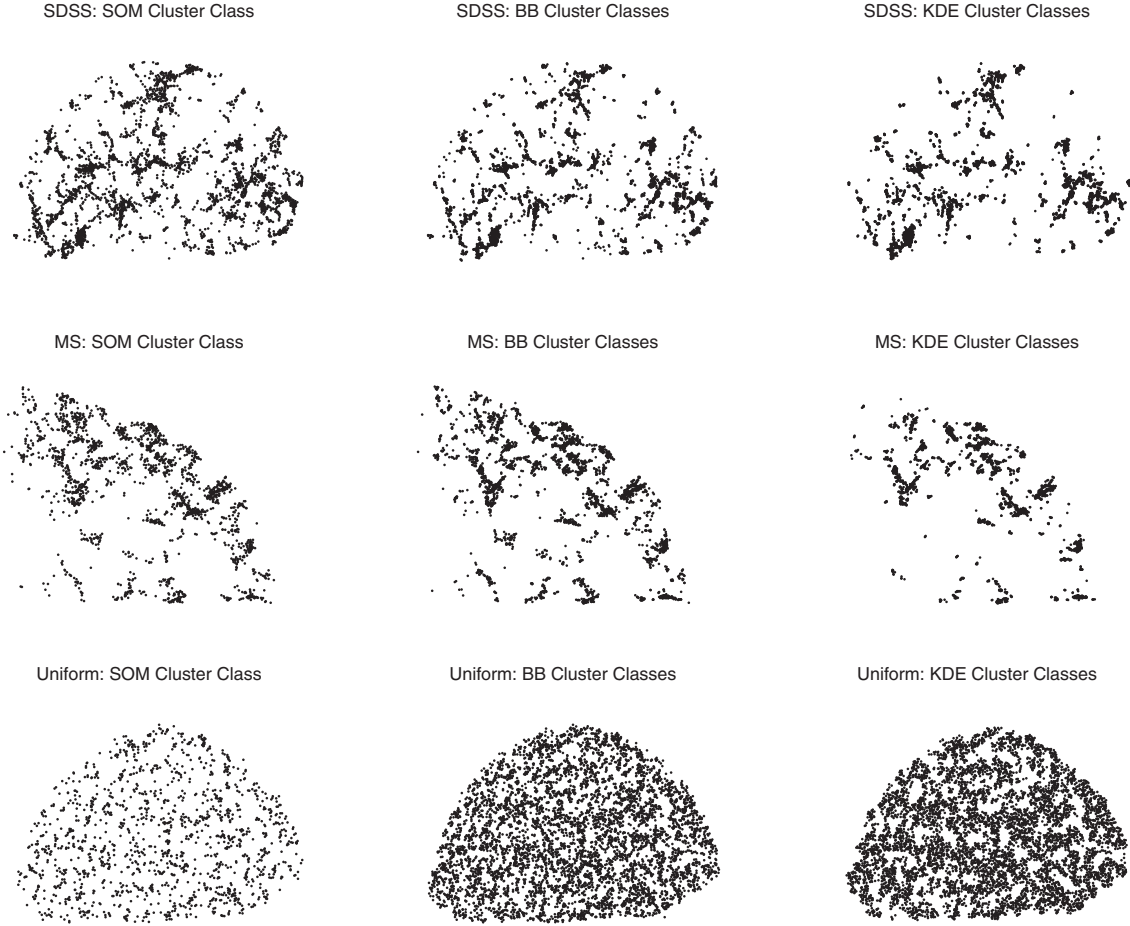 SDSS: SOM Cluster Class
SDSS: BB Cluster Classes
SDSS: KDE Cluster Classes
MS: SOM Cluster Class
MS: BB Cluster Classes
MS: KDE Cluster Classes
Uniform: SOM Cluster Class
Uniform: BB Cluster Classes
Uniform: KDE Cluster Classes